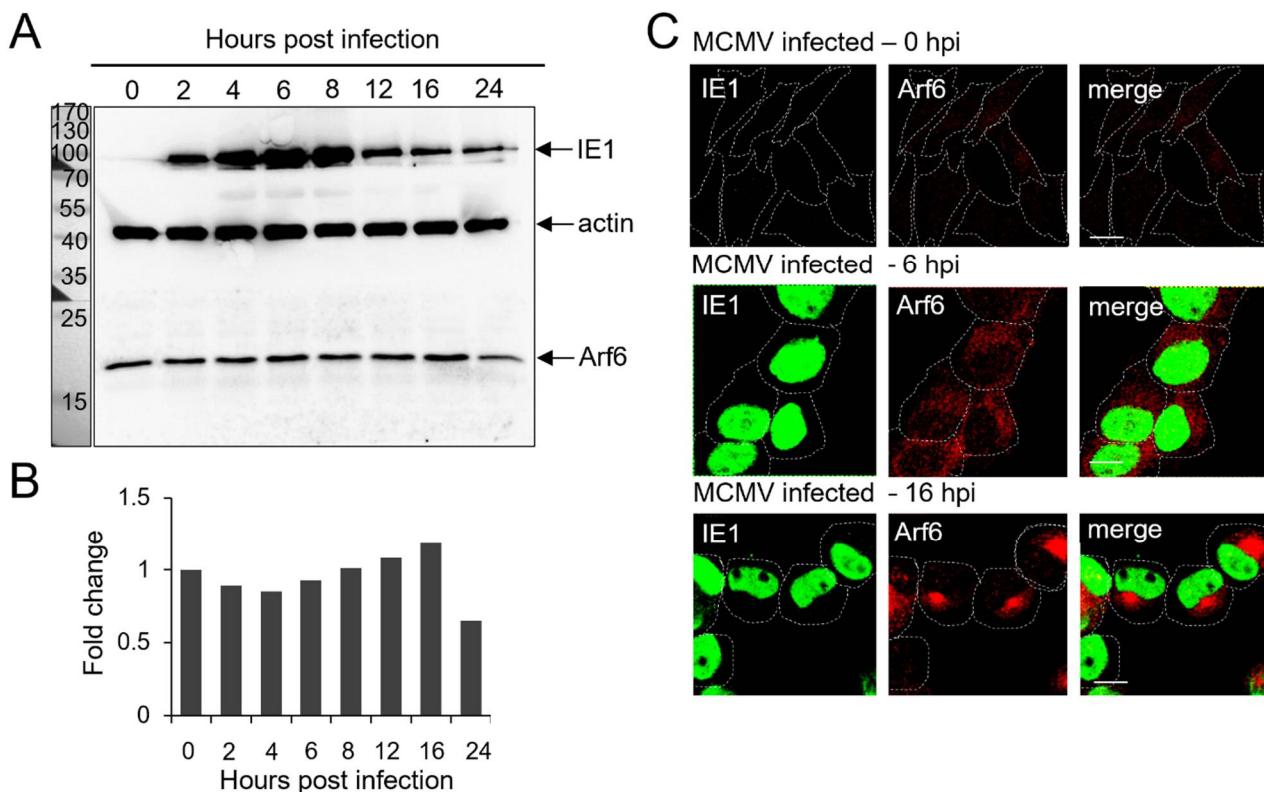 A
Hours post infection
0 2 4 6 8 12 16 24
170
130
100
70
55
40
35
25
15
IE1
actin
Arf6
B
1.5
1
0.5
0
Fold change
0 2 4 6 8 12 16 24
Hours post infection
C
MCMV infected – 0 hpi
IE1 Arf6 merge
MCMV infected - 6 hpi
IE1 Arf6 merge
MCMV infected - 16 hpi
IE1 Arf6 merge